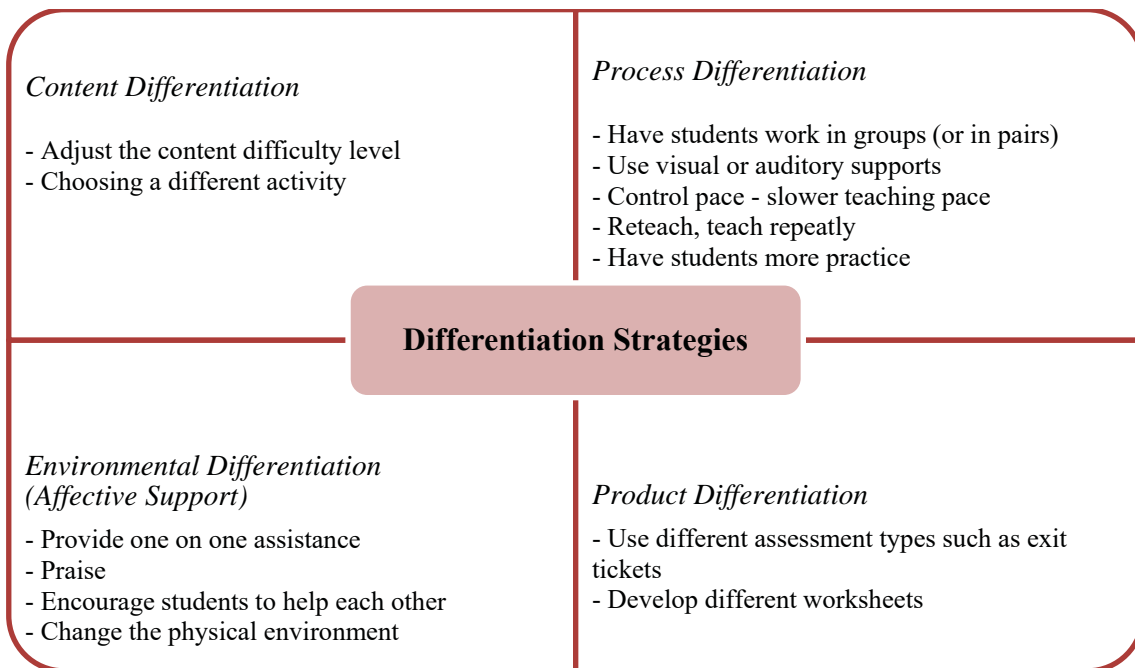 Content Differentiation
- Adjust the content difficulty level
- Choosing a different activity
Process Differentiation
- Have students work in groups (or in pairs)
- Use visual or auditory supports
- Control pace - slower teaching pace
- Reteach, teach repeatly
- Have students more practice
Differentiation Strategies
Environmental Differentiation
(Affective Support)
- Provide one on one assistance
- Praise
- Encourage students to help each other
- Change the physical environment
Product Differentiation
- Use different assessment types such as exit
tickets
- Develop different worksheets